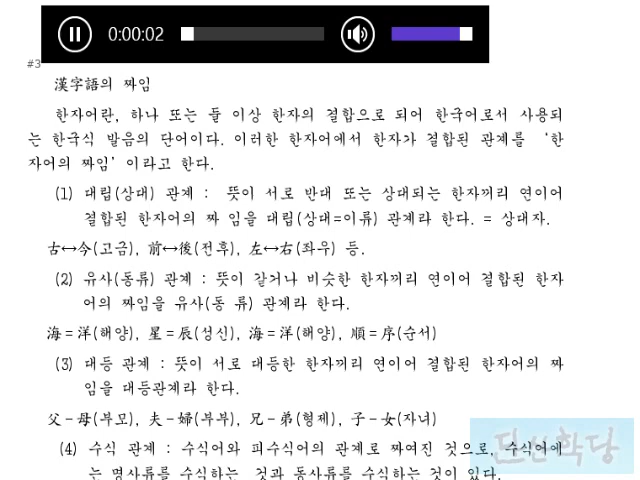 0:00:02
#3
漢字語의 짜임
한자어란, 하나 또는 둘 이상 한자의 결합으로 되어 한국어로서 사용되
는 한국식 발음의 단어이다. 이러한 한자어에서 한자가 결합된 관계를 '한
자어의 짜임' 이라고 한다.
(1) 대립(상대) 관계 : 뜻이 서로 반대 또는 상대되는 한자끼리 연이어
결합된 한자어의 짜 임을 대립(상대=이류) 관계라 한다. = 상대자.
古↔今(고금), 前↔後(전후), 左↔右(좌우) 등.
(2) 유사(동류) 관계 : 뜻이 같거나 비슷한 한자끼리 연이어 결합된 한자
어의 짜임을 유사(동 류) 관계라 한다.
海=洋(해양), 星=辰(성신), 海=洋(해양), 順=序(순서)
(3) 대등 관계 : 뜻이 서로 대등한 한자끼리 연이어 결합된 한자어의 짜
임을 대등관계라 한다.
父-母(부모), 夫-婦(부부), 兄-弟(형제), 子-女(자녀)
(4) 수식 관계 : 수식어와 피수식어의 관계로 짜여진 것으로, 수식어에
는 명사류를 수식하는 것과 동사류를 수식하는 것이 있다.